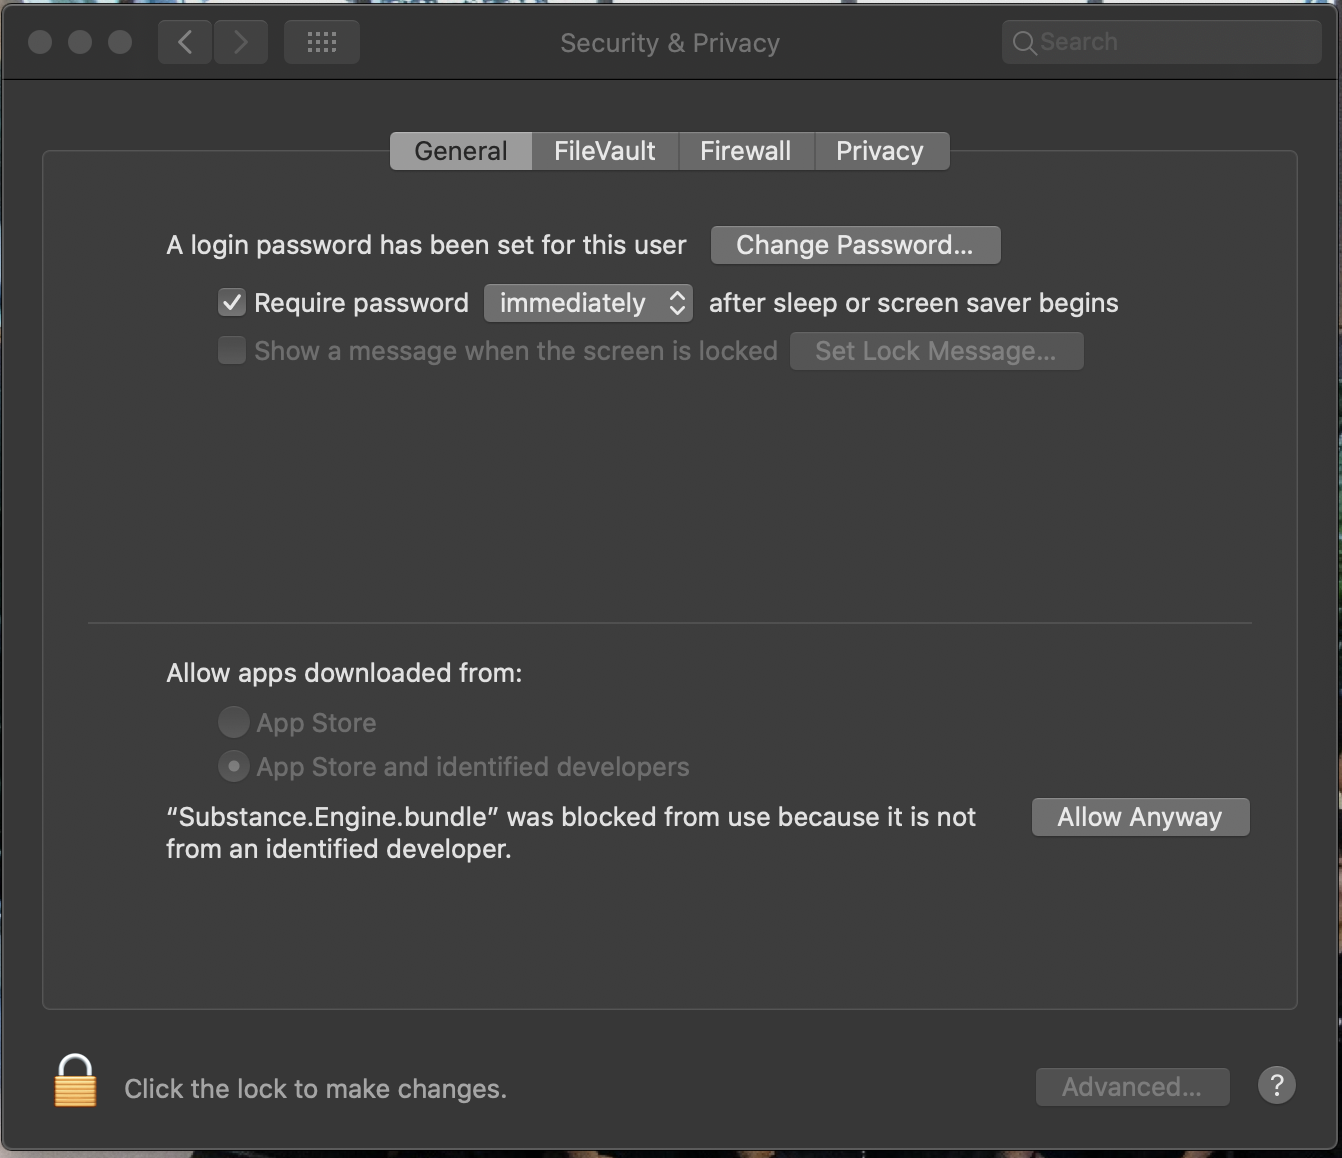 Security & Privacy
Search
General
FileVault
Firewall
Privacy
A login password has been set for this user
Change Password...
Require password
immediately
after sleep or screen saver begins
Show a message when the screen is locked
Set Lock Message...
Allow apps downloaded from:
App Store
App Store and identified developers
“Substance.Engine.bundle” was blocked from use because it is not
from an identified developer.
Allow Anyway
Click the lock to make changes.
Advanced...
?